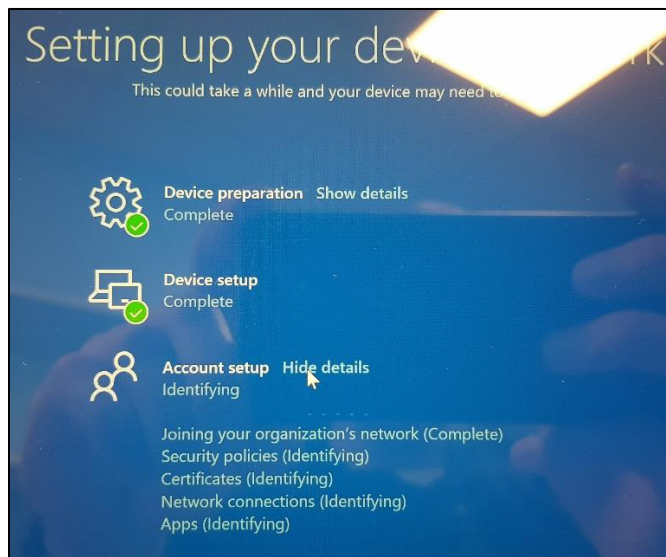 Setting up your
This could take a while and your device may need
Device preparation Show details
Complete
Device setup
Complete
Account setup Hide details
Identifying
Joining your organization's network (Complete)
Security policies (Identifying)
Certificates (Identifying)
Network connections (Identifying)
Apps (Identifying)